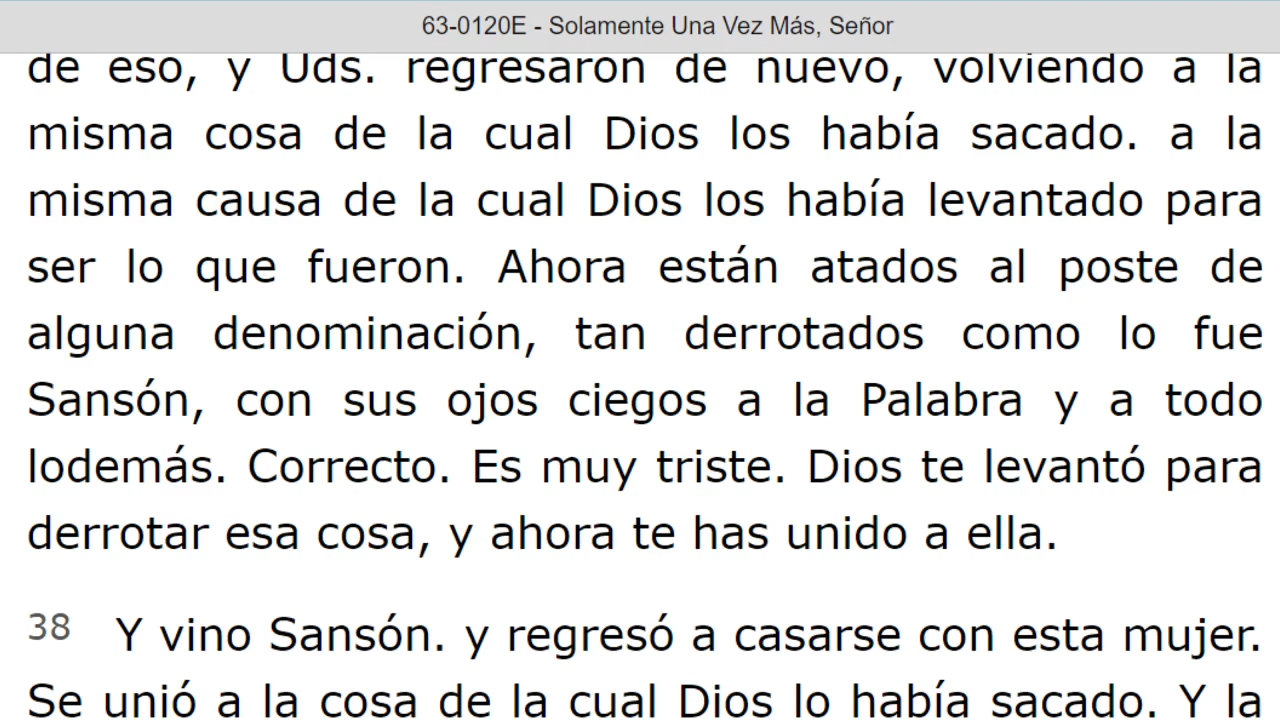 63-0120E - Solamente Una Vez Más, Señor
de eso, y Uds. regresaron de nuevo, volviendo a la
misma cosa de la cual Dios los había sacado. a la
misma causa de la cual Dios los había levantado para
ser lo que fueron. Ahora están atados al poste de
alguna denominación, tan derrotados como lo fue
Sansón, con sus ojos ciegos a la Palabra y a todo
lodemás. Correcto. Es muy triste. Dios te levantó para
derrotar esa cosa, y ahora te has unido a ella.
38 Y vino Sansón. y regresó a casarse con esta mujer.
Se unió a la cosa de la cual Dios lo había sacado. Y la